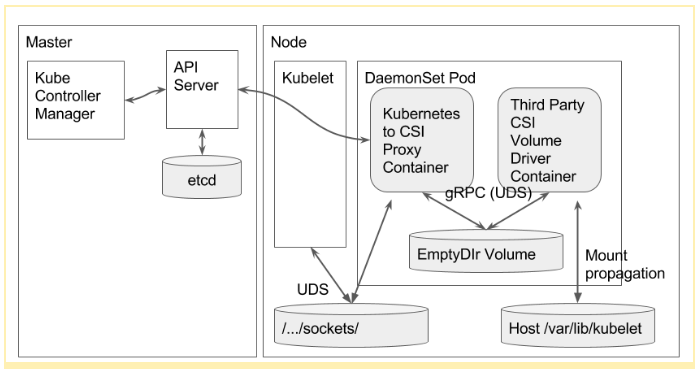 Master
Kube
Controller
Manager
API
Server
etcd
Node
Kubelet
DaemonSet Pod
Kubernetes
to CSI
Proxy
Container
Third Party
CSI
Volume
Driver
Container
gRPC (UDS)
EmptyDIr Volume
UDS
Mount
propagation
/.../sockets/
Host /var/lib/kubelet